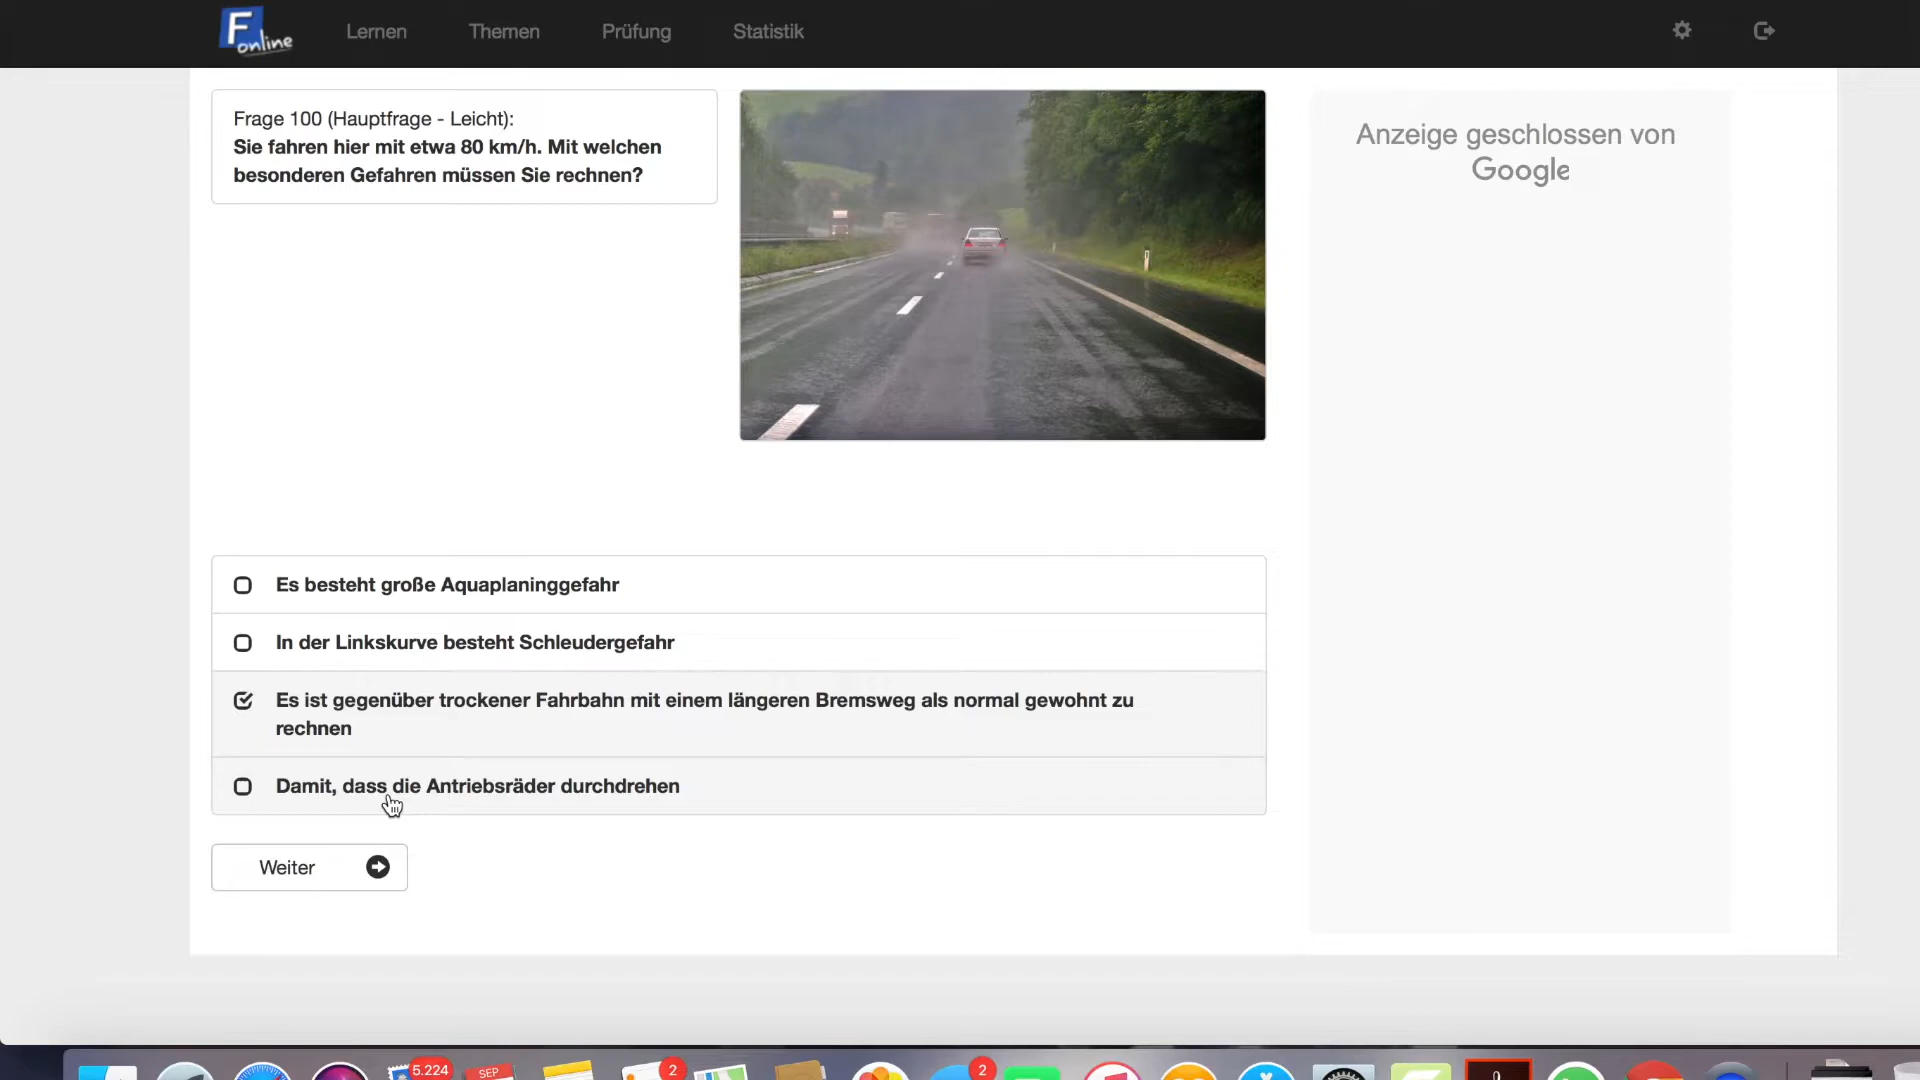 F online
Lernen
Themen
Prüfung
Statistik
Frage 100 (Hauptfrage - Leicht):
Sie fahren hier mit etwa 80 km/h. Mit welchen
besonderen Gefahren müssen Sie rechnen?
Anzeige geschlossen von
Google
Es besteht große Aquaplaninggefahr
In der Linkskurve besteht Schleudergefahr
Es ist gegenüber trockener Fahrbahn mit einem längeren Bremsweg als normal gewohnt zu
rechnen
Damit, dass die Antriebsräder durchdrehen
Weiter
5.224
SEP
2
2